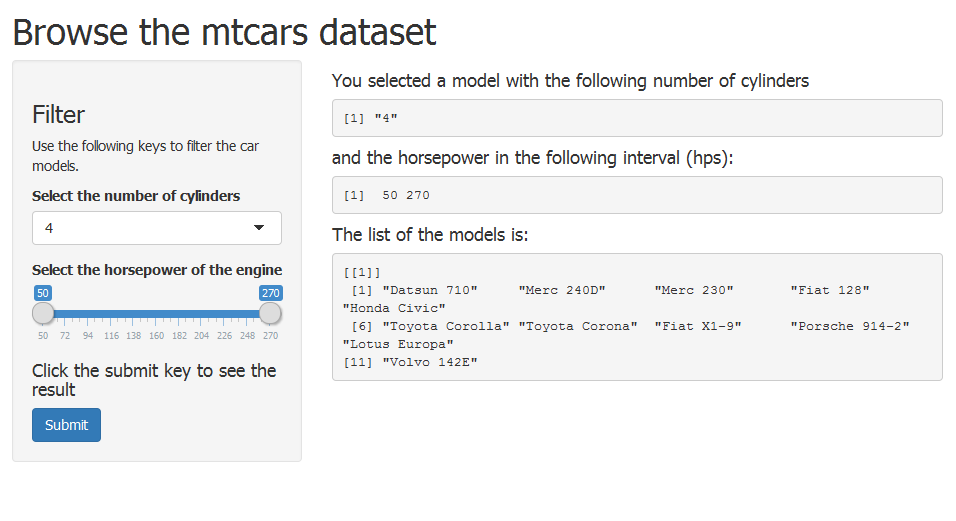 Browse the mtcars dataset
Filter
Use the following keys to filter the car
models.
Select the number of cylinders
4
Select the horsepower of the engine
50 270
50 72 94 116 138 160 182 204 226 248 270
Click the submit key to see the
result
Submit
You selected a model with the following number of cylinders
[1] "4"
and the horsepower in the following interval (hps):
[1]  50 270
The list of the models is:
[[1]]
 [1] "Datsun 710"     "Merc 240D"      "Merc 230"       "Fiat 128"
"Honda Civic"
 [6] "Toyota Corolla" "Toyota Corona"  "Fiat X1-9"      "Porsche 914-2"
"Lotus Europa"
[11] "Volvo 142E"